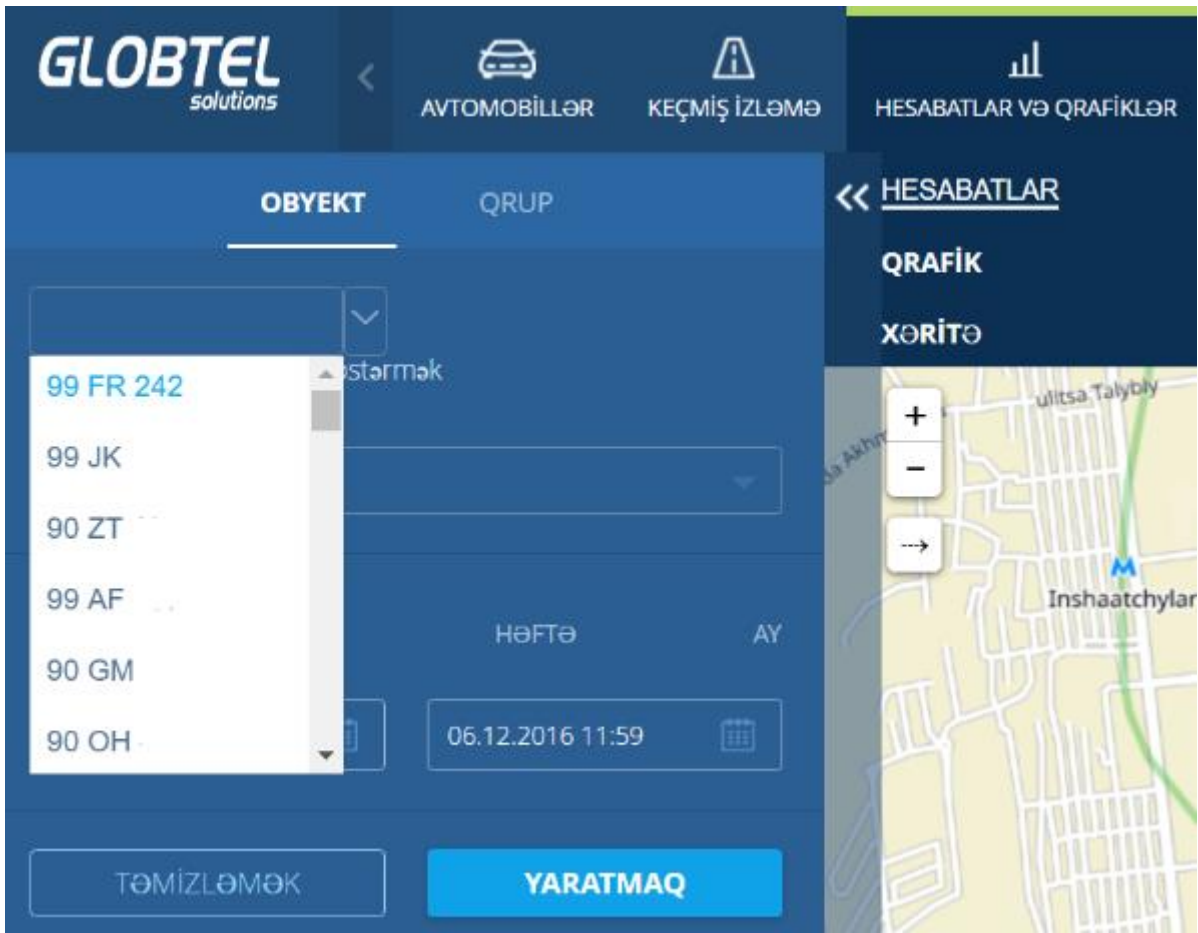 GLOBTEL
solutions
AVTOMOBİLLƏR
KEÇMİŞ İZLƏMƏ
HESABATLAR VƏ QRAFİKLƏR
OBYEKT
QRUP
HESABATLAR
QRAFİK
XƏRİTƏ
99 FR 242
99 JK
90 ZT
99 AF
90 GM
90 OH
HƏFTƏ
AY
06.12.2016 11:59
TƏMİZLƏMƏK
YARATMAQ
+
−
ulitsa Talybly
Inshaatchylar